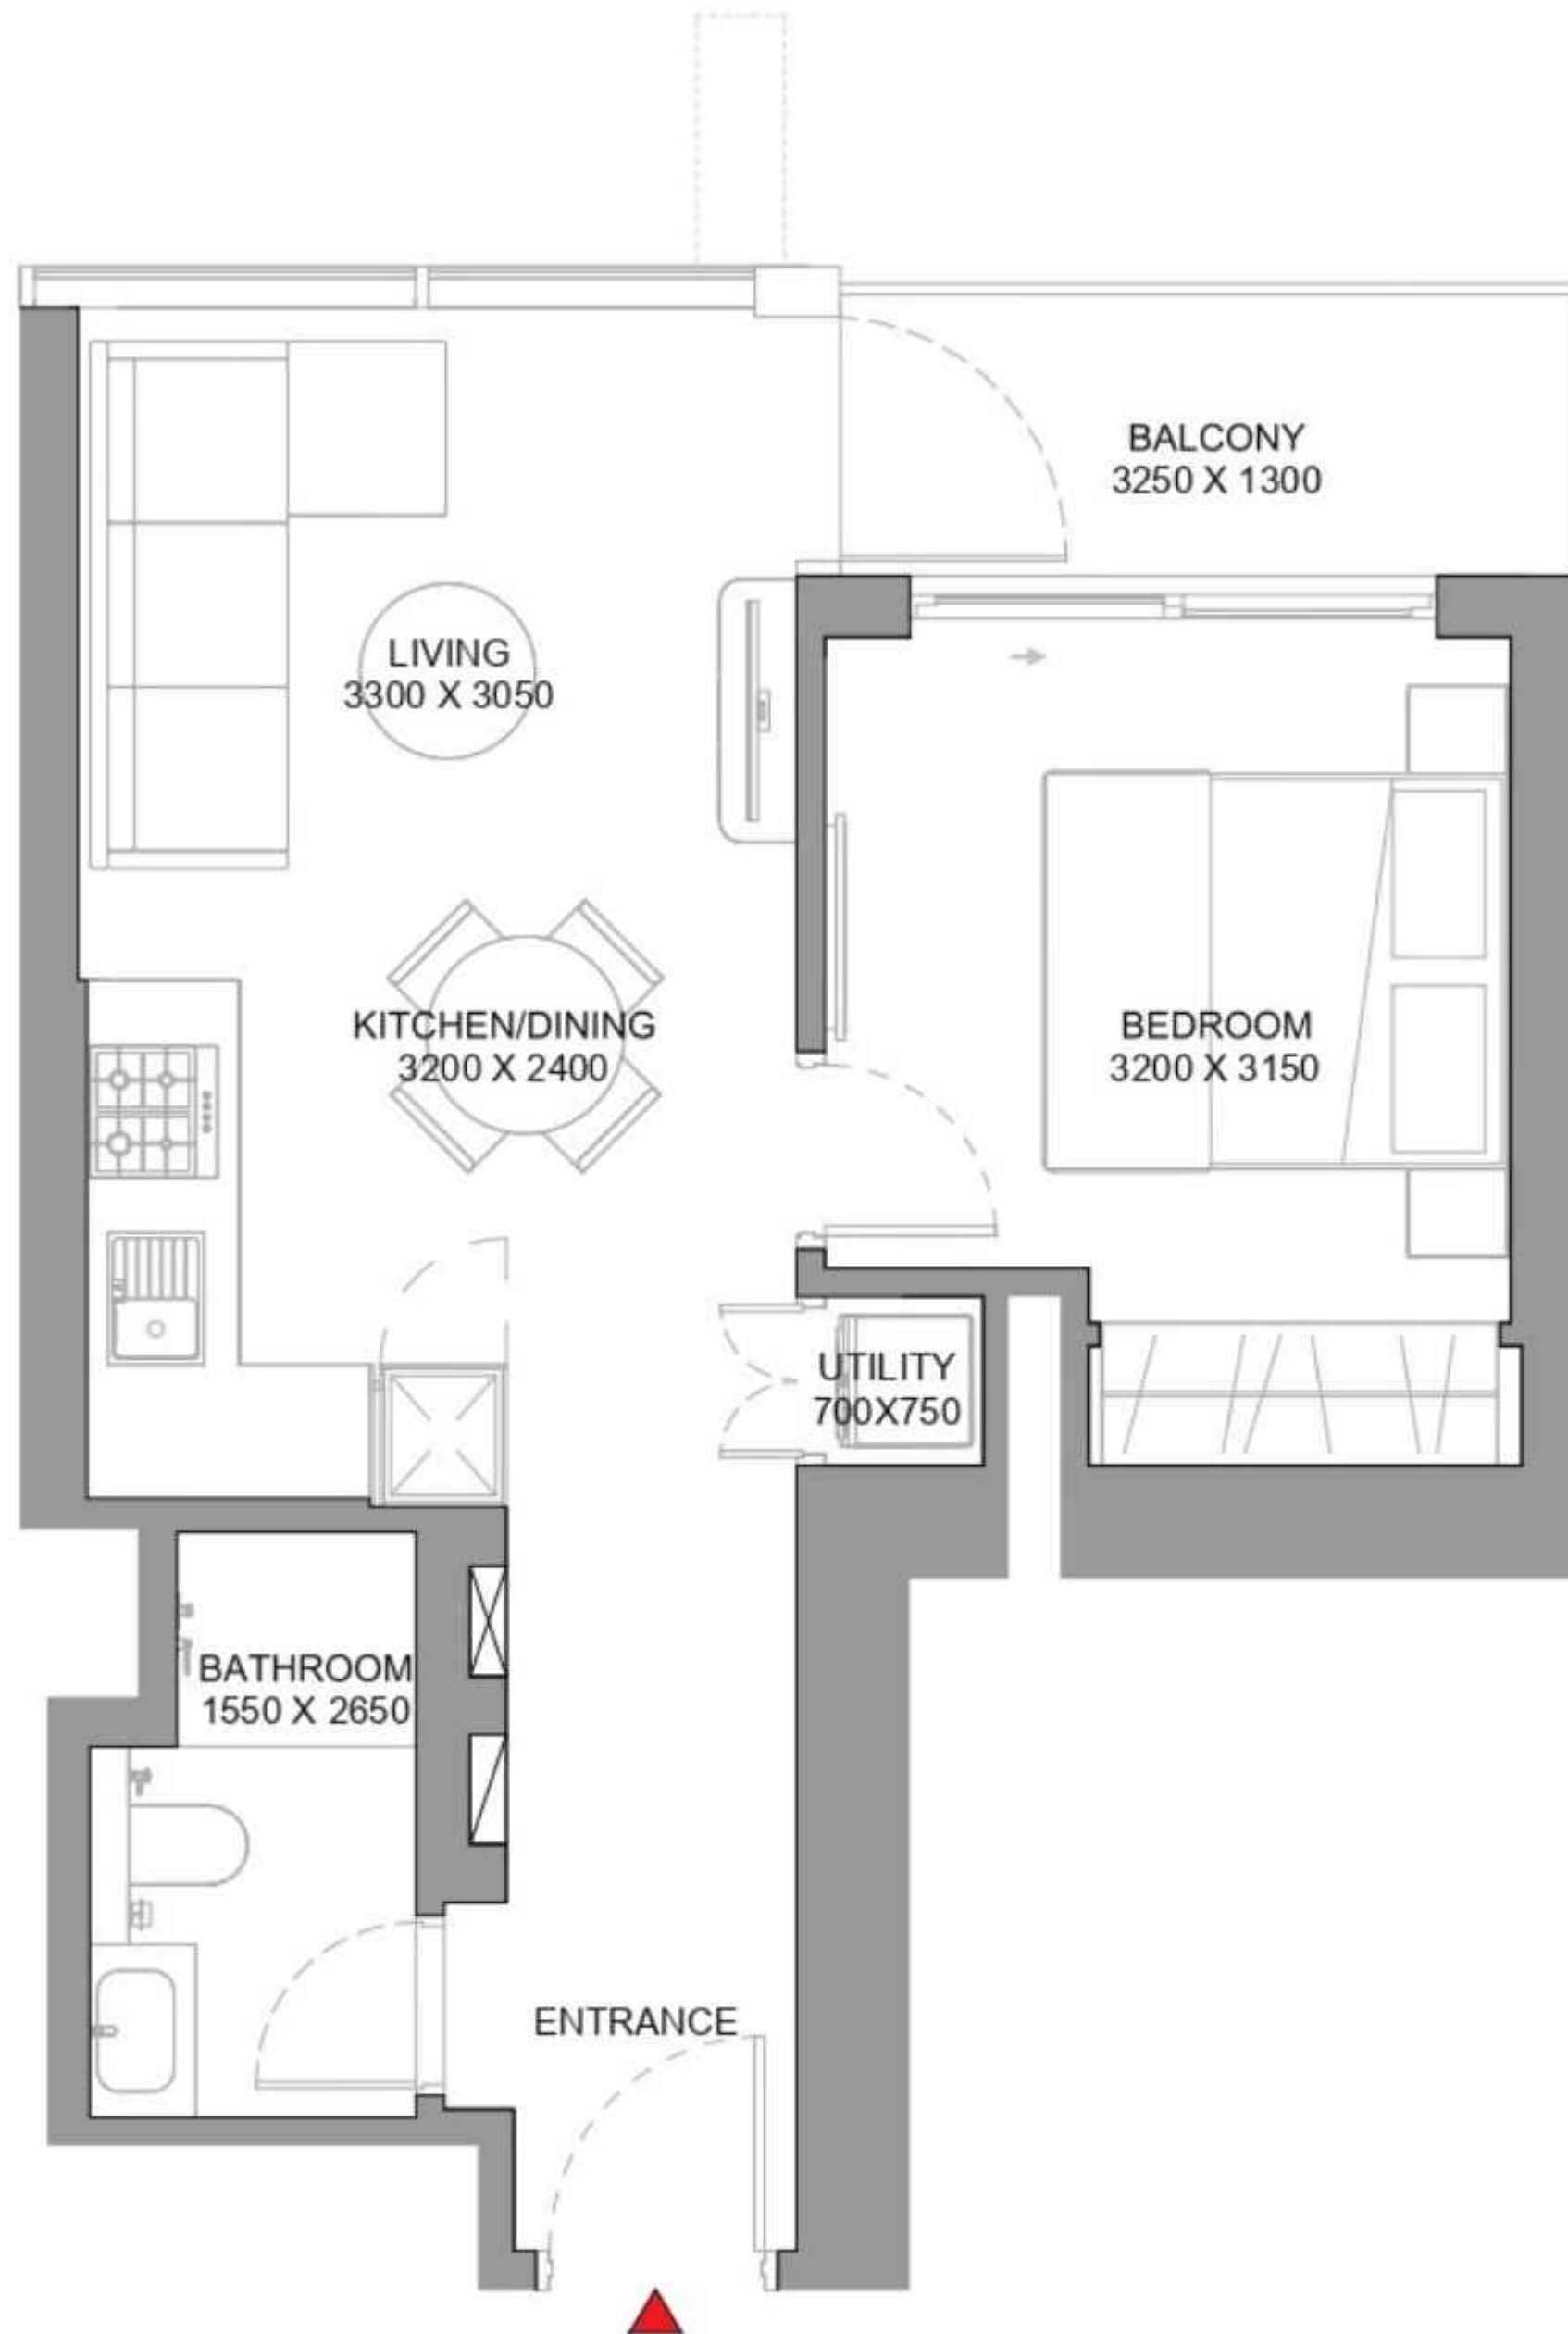 BALCONY
3250 X 1300
LIVING
3300 X 3050
KITCHEN/DINING
3200 X 2400
BEDROOM
3200 X 3150
UTILITY
700X750
BATHROOM
1550 X 2650
ENTRANCE